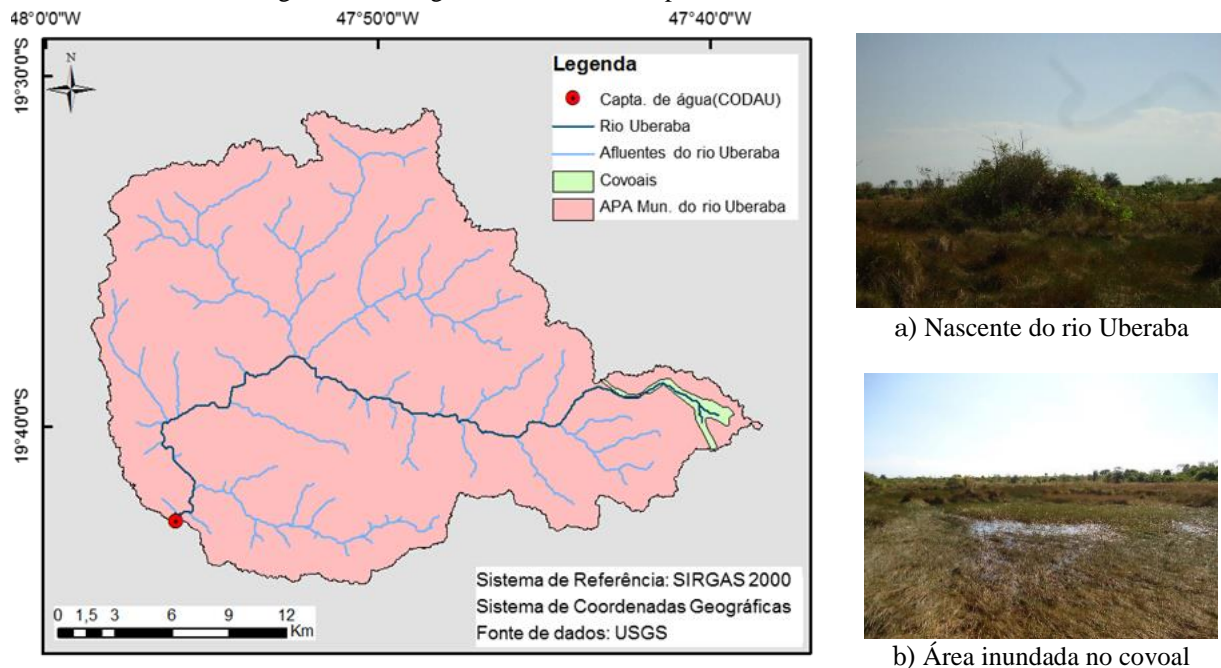 48°0'0"W 47°50'0"W 47°40'0"W
19°30'0"S
19°40'0"S
N
Legenda
Capta. de água(CODAU)
Rio Uberaba
Afluentes do rio Uberaba
Covoais
APA Mun. do rio Uberaba
Sistema de Referência: SIRGAS 2000
Sistema de Coordenadas Geográficas
Fonte de dados: USGS
0 1,5 3 6 9 12
Km
a) Nascente do rio Uberaba
b) Área inundada no covoal